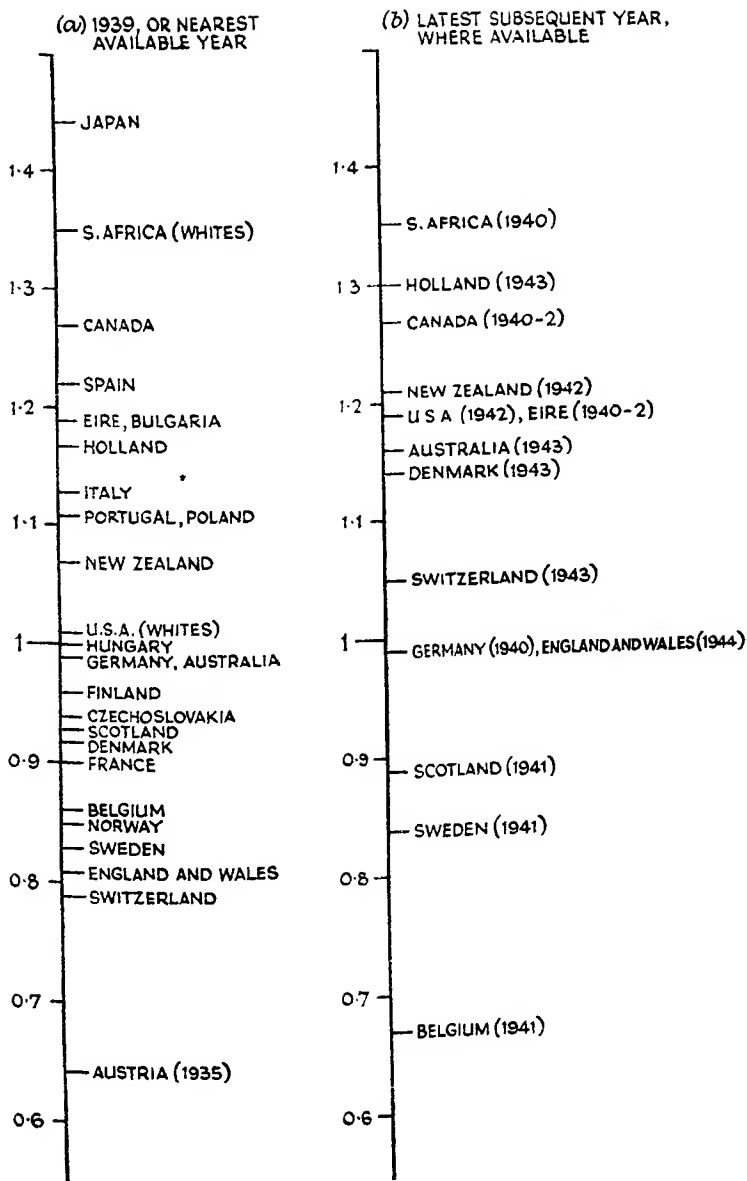 (a) 1939, OR NEAREST
AVAILABLE YEAR
JAPAN
1·4
S. AFRICA (WHITES)
1·3
CANADA
SPAIN
1·2
EIRE, BULGARIA
HOLLAND
ITALY
1·1
PORTUGAL, POLAND
NEW ZEALAND
U.S.A. (WHITES)
1
HUNGARY
GERMANY, AUSTRALIA
FINLAND
CZECHOSLOVAKIA
SCOTLAND
DENMARK
0·9
FRANCE
BELGIUM
NORWAY
SWEDEN
ENGLAND AND WALES
0·8
SWITZERLAND
0·7
AUSTRIA (1935)
0·6
(b) LATEST SUBSEQUENT YEAR,
WHERE AVAILABLE
1·4
S. AFRICA (1940)
1·3 HOLLAND (1943)
CANADA (1940-2)
NEW ZEALAND (1942)
1·2
U S A (1942), EIRE (1940-2)
AUSTRALIA (1943)
DENMARK (1943)
1·1
SWITZERLAND (1943)
1
GERMANY (1940), ENGLAND AND WALES (1944)
0·9
SCOTLAND (1941)
SWEDEN (1941)
0·8
0·7
BELGIUM (1941)
0·6